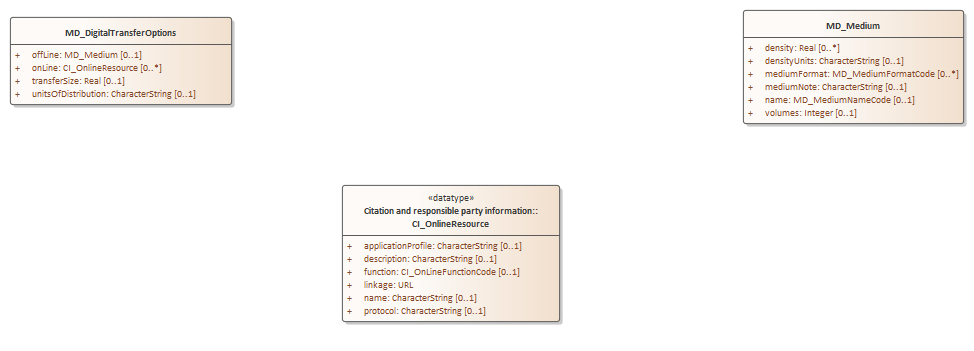 MD_DigitalTransferOptions
+ offLine: MD_Medium [0..1]
+ onLine: CI_OnlineResource [0..*]
+ transferSize: Real [0..1]
+ unitsOfDistribution: CharacterString [0..1]
MD_Medium
+ density: Real [0..*]
+ densityUnits: CharacterString [0..1]
+ mediumFormat: MD_MediumFormatCode [0..*]
+ mediumNote: CharacterString [0..1]
+ name: MD_MediumNameCode [0..1]
+ volumes: Integer [0..1]
«datatype»
Citation and responsible party information::
CI_OnlineResource
+ applicationProfile: CharacterString [0..1]
+ description: CharacterString [0..1]
+ function: CI_OnLineFunctionCode [0..1]
+ linkage: URL
+ name: CharacterString [0..1]
+ protocol: CharacterString [0..1]